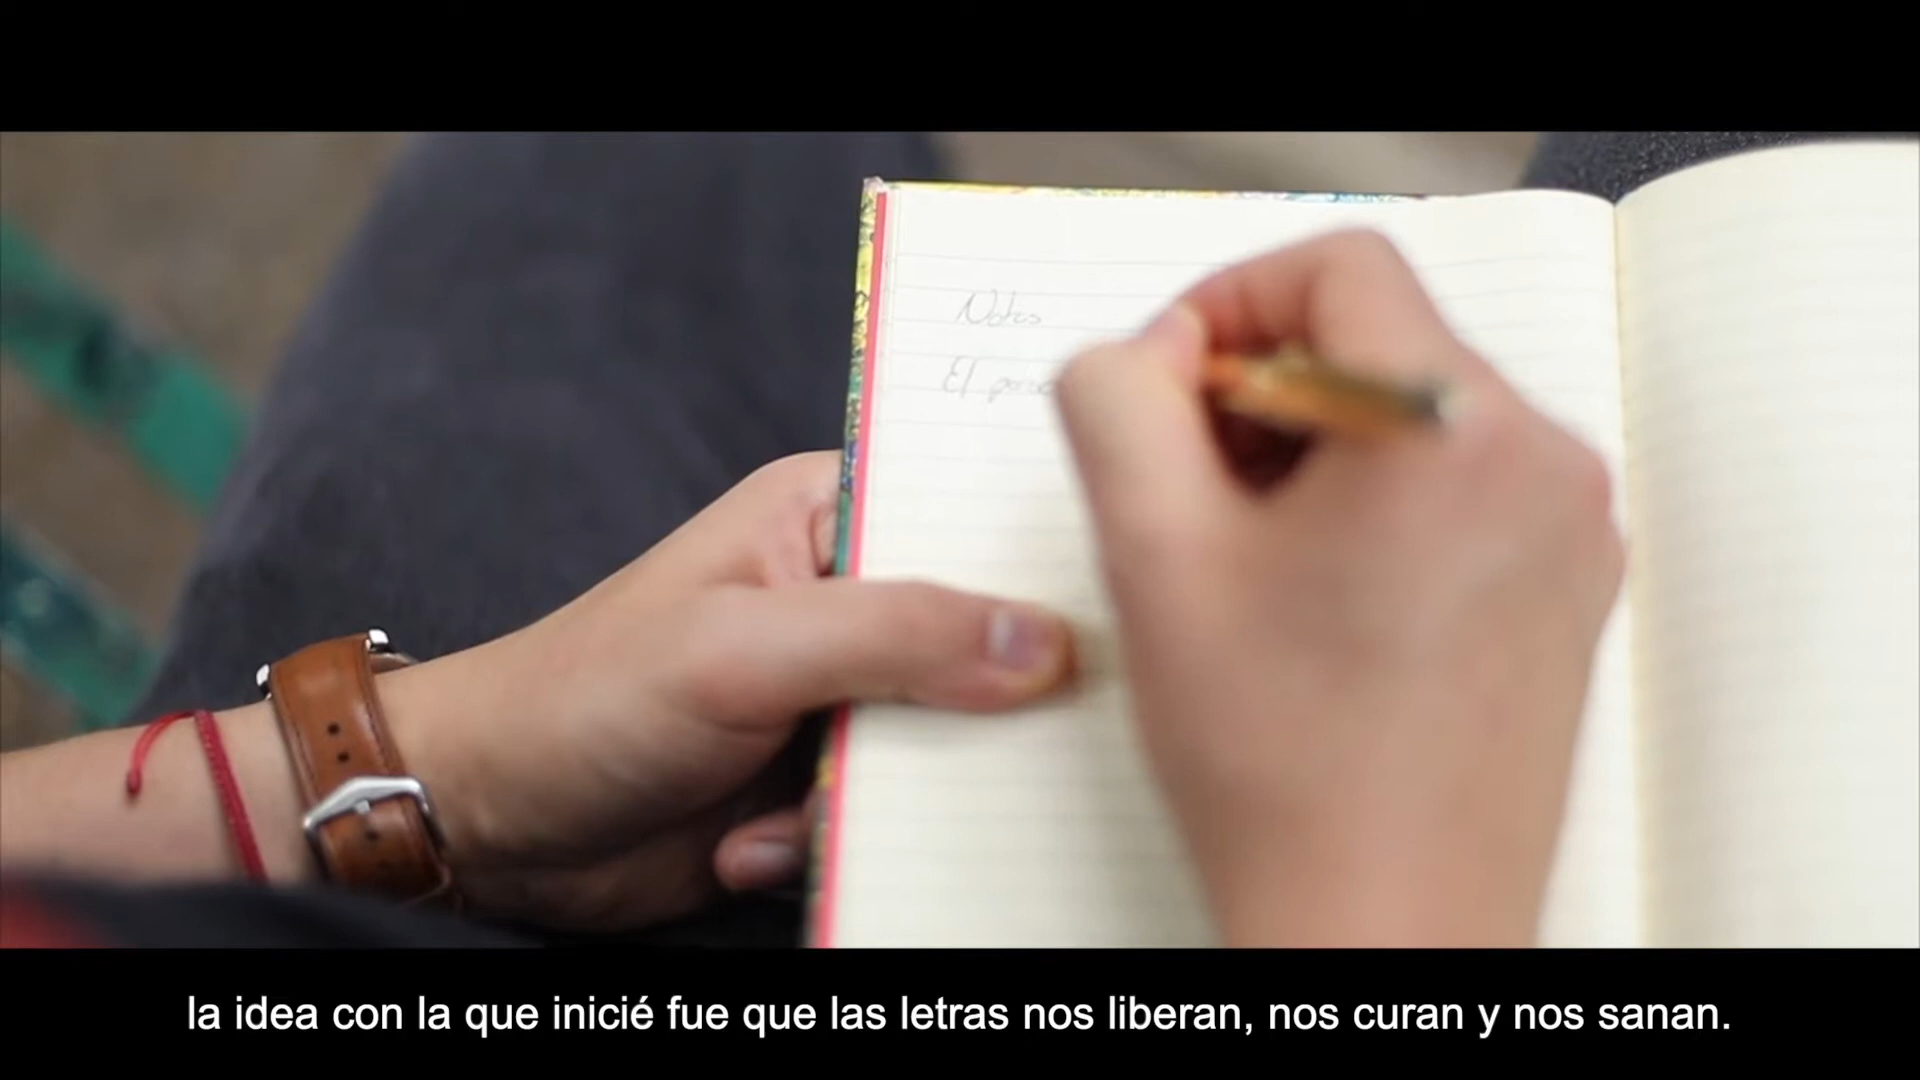 Notas
El
la idea con la que inicié fue que las letras nos liberan, nos curan y nos sanan.